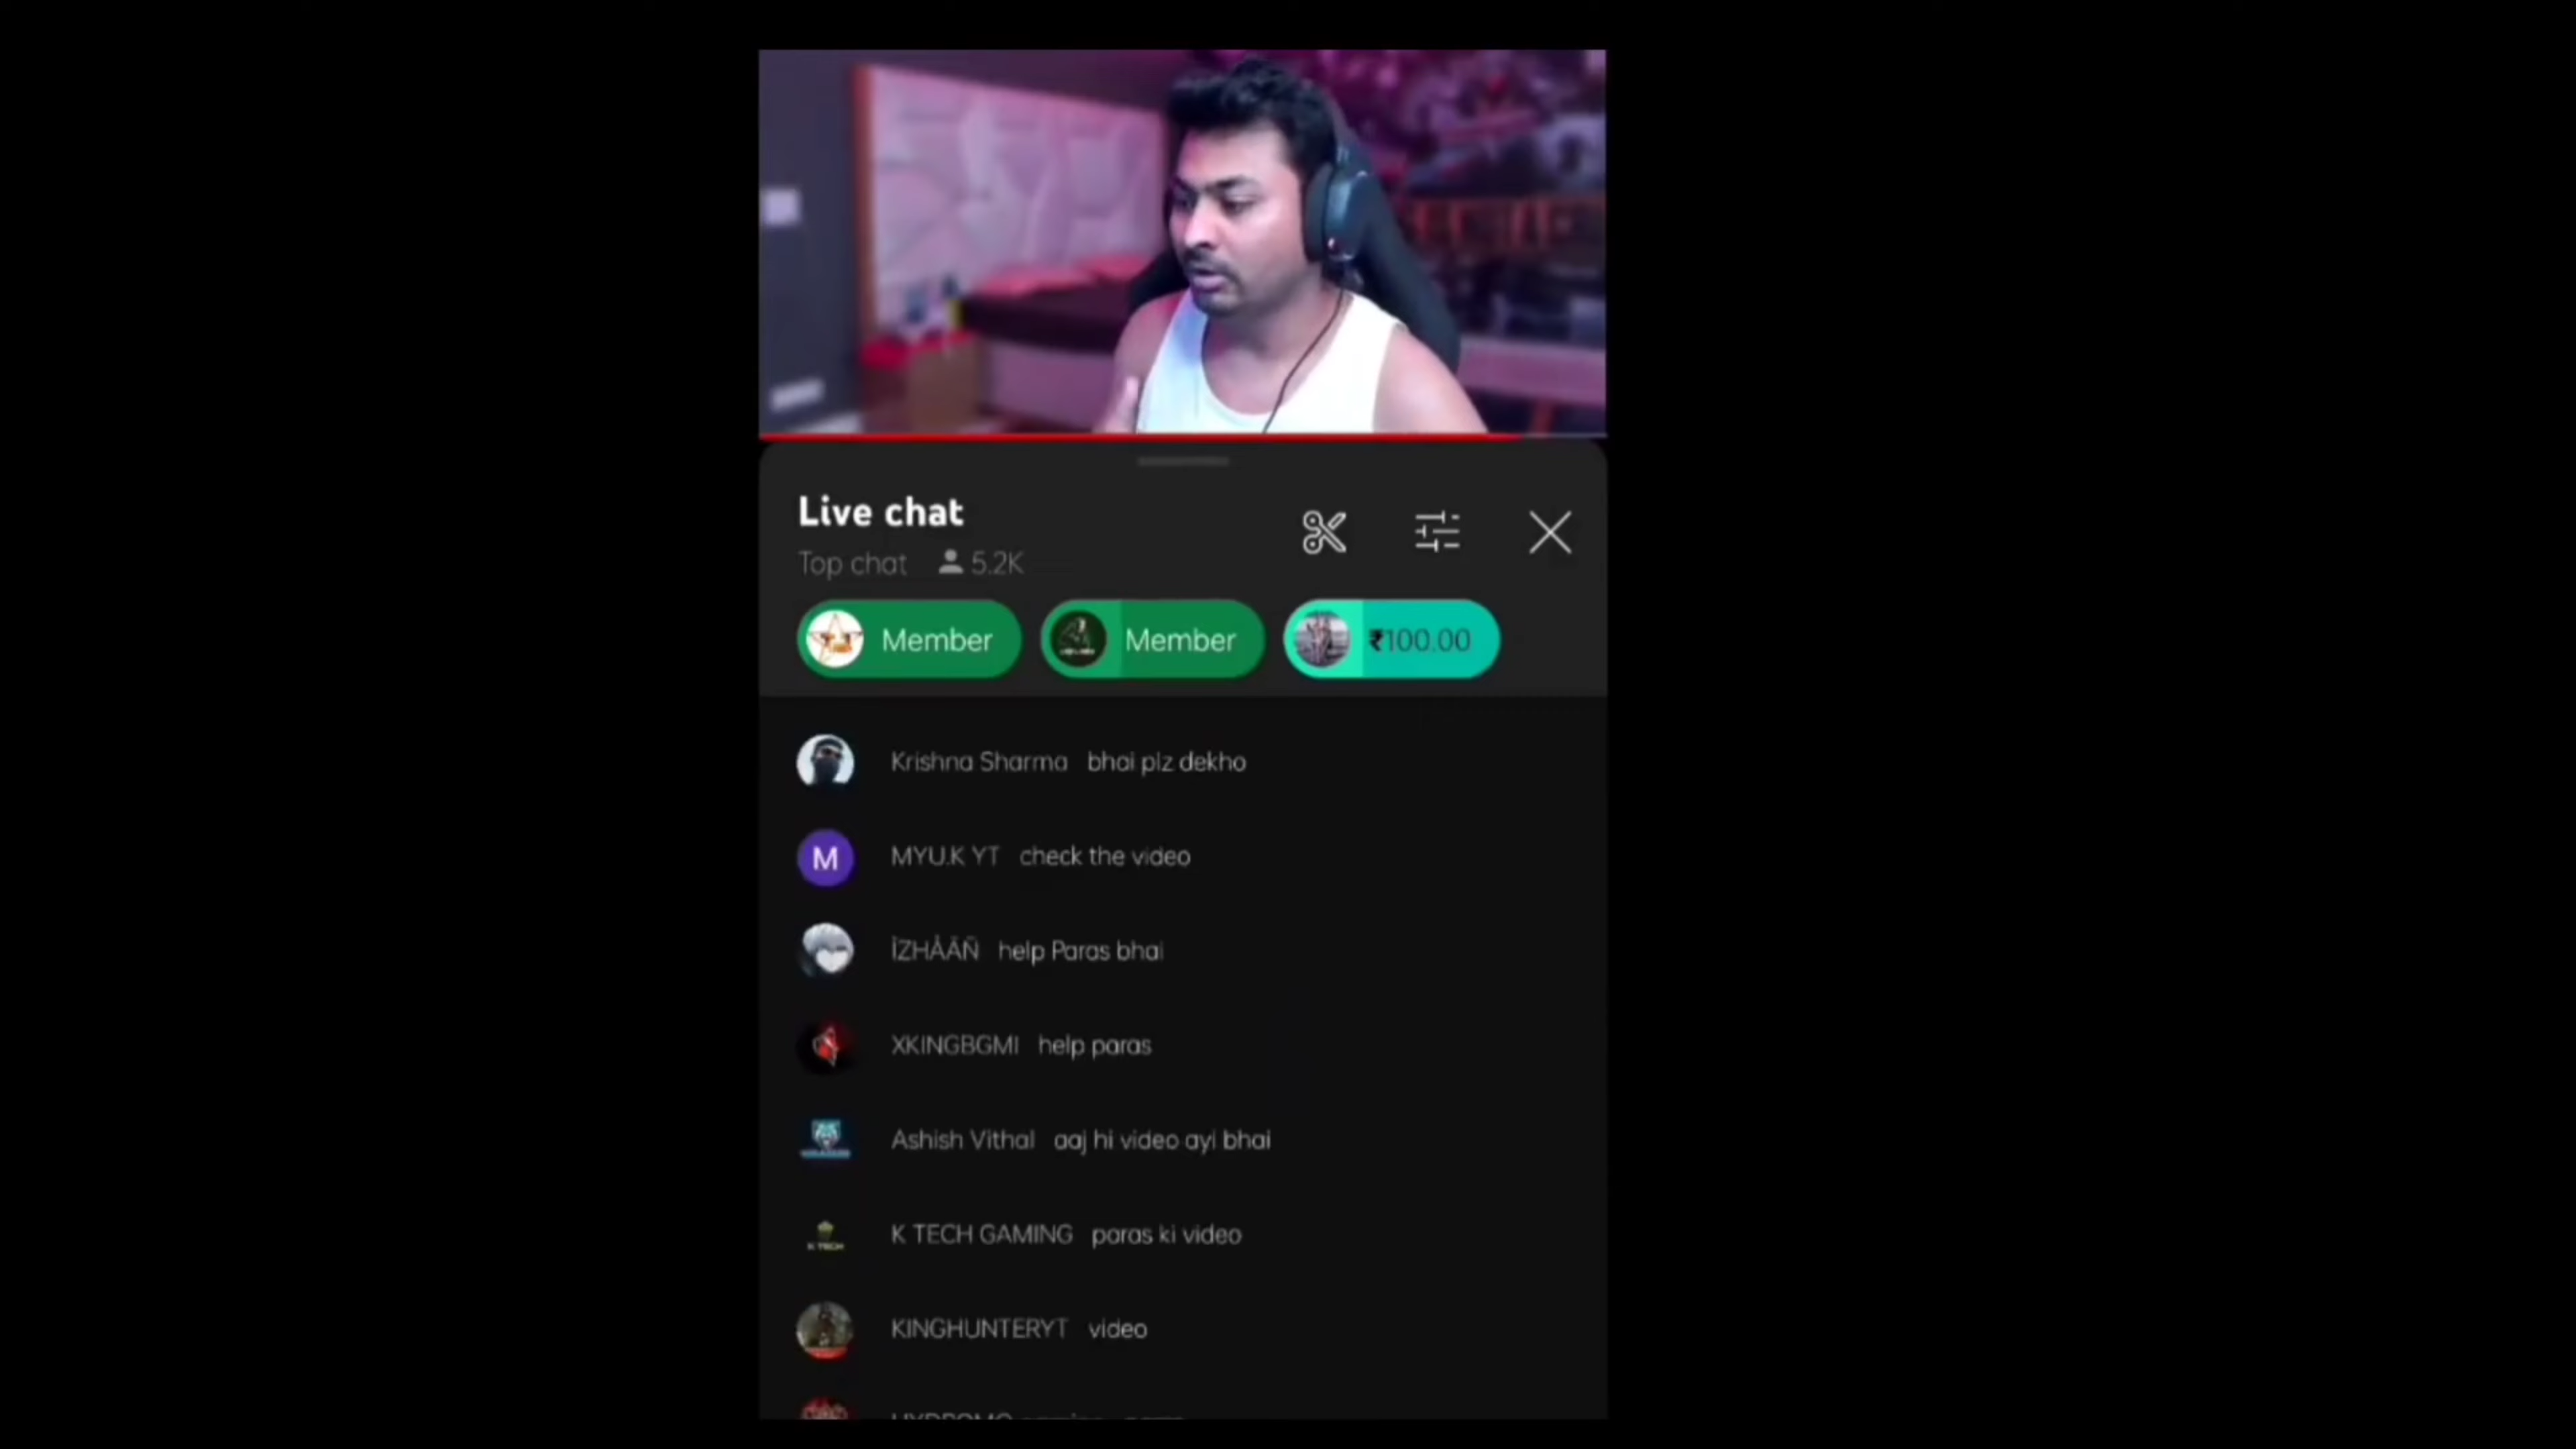 Live chat
Top chat 5.2K
Member Member ₹100.00
Krishna Sharma bhai plz dekho
M MYU.K YT check the video
ÎZHÅÄÑ help Paras bhai
XKINGBGMI help paras
Ashish Vithal aaj hi video ayi bhai
K TECH K TECH GAMING paras ki video
KINGHUNTERYT video